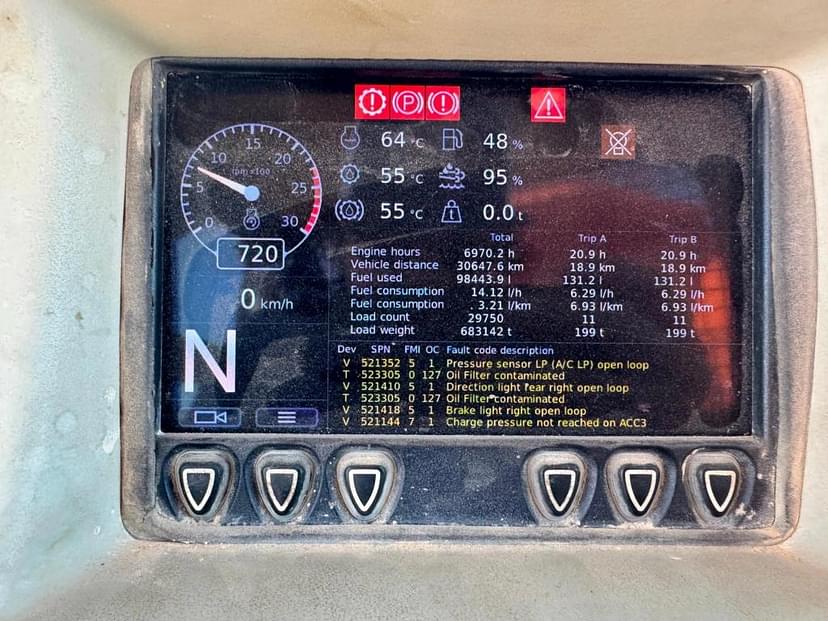 P
64 °C 48 %
55 °C 95 %
55 °C t 0.0 t
0 5 10 15 20 25 30
rpm x100
720
0 km/h
N
Total Trip A Trip B
Engine hours 6970.2 h 20.9 h 20.9 h
Vehicle distance 30647.6 km 18.9 km 18.9 km
Fuel used 98443.9 l 131.2 l 131.2 l
Fuel consumption 14.12 l/h 6.29 l/h 6.29 l/h
Fuel consumption 3.21 l/km 6.93 l/km 6.93 l/km
Load count 29750 11 11
Load weight 683142 t 199 t 199 t
Dev SPN FMI OC Fault code description
V 521352 5 1 Pressure sensor LP (A/C LP) open loop
T 523305 0 127 Oil Filter contaminated
V 521410 5 1 Direction light rear right open loop
T 523305 0 127 Oil Filter contaminated
V 521418 5 1 Brake light right open loop
V 521144 7 1 Charge pressure not reached on ACC3